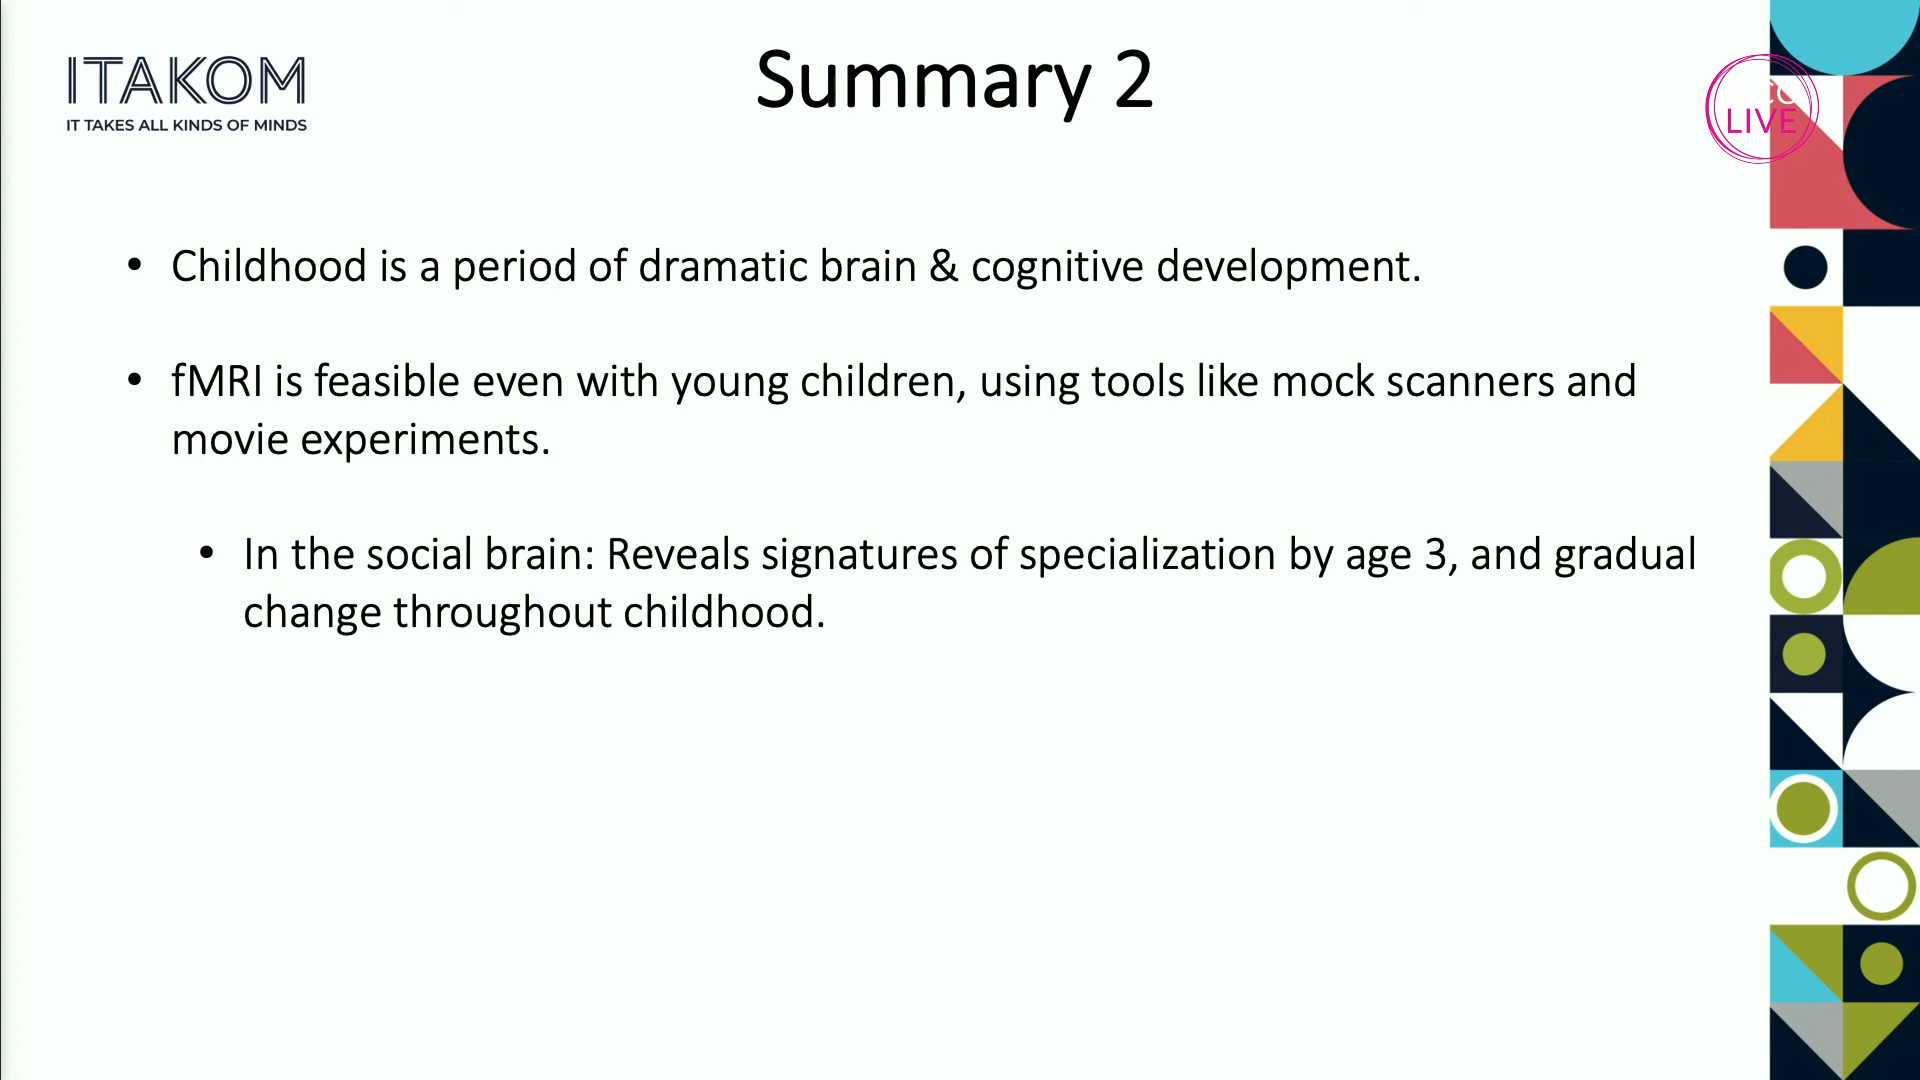 ITAKOM
IT TAKES ALL KINDS OF MINDS
Summary 2
LIVE
• Childhood is a period of dramatic brain & cognitive development.
• fMRI is feasible even with young children, using tools like mock scanners and
movie experiments.
• In the social brain: Reveals signatures of specialization by age 3, and gradual
change throughout childhood.